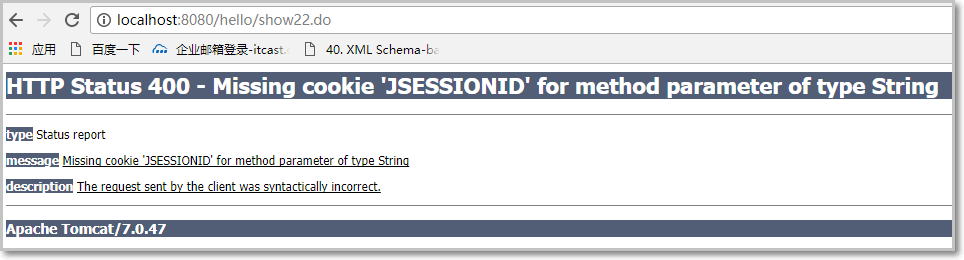 localhost:8080/hello/show22.do
应用 百度一下 企业邮箱登录-itcast. 40. XML Schema-ba
HTTP Status 400 - Missing cookie 'JSESSIONID' for method parameter of type String
type Status report
message Missing cookie 'JSESSIONID' for method parameter of type String
description The request sent by the client was syntactically incorrect.
Apache Tomcat/7.0.47